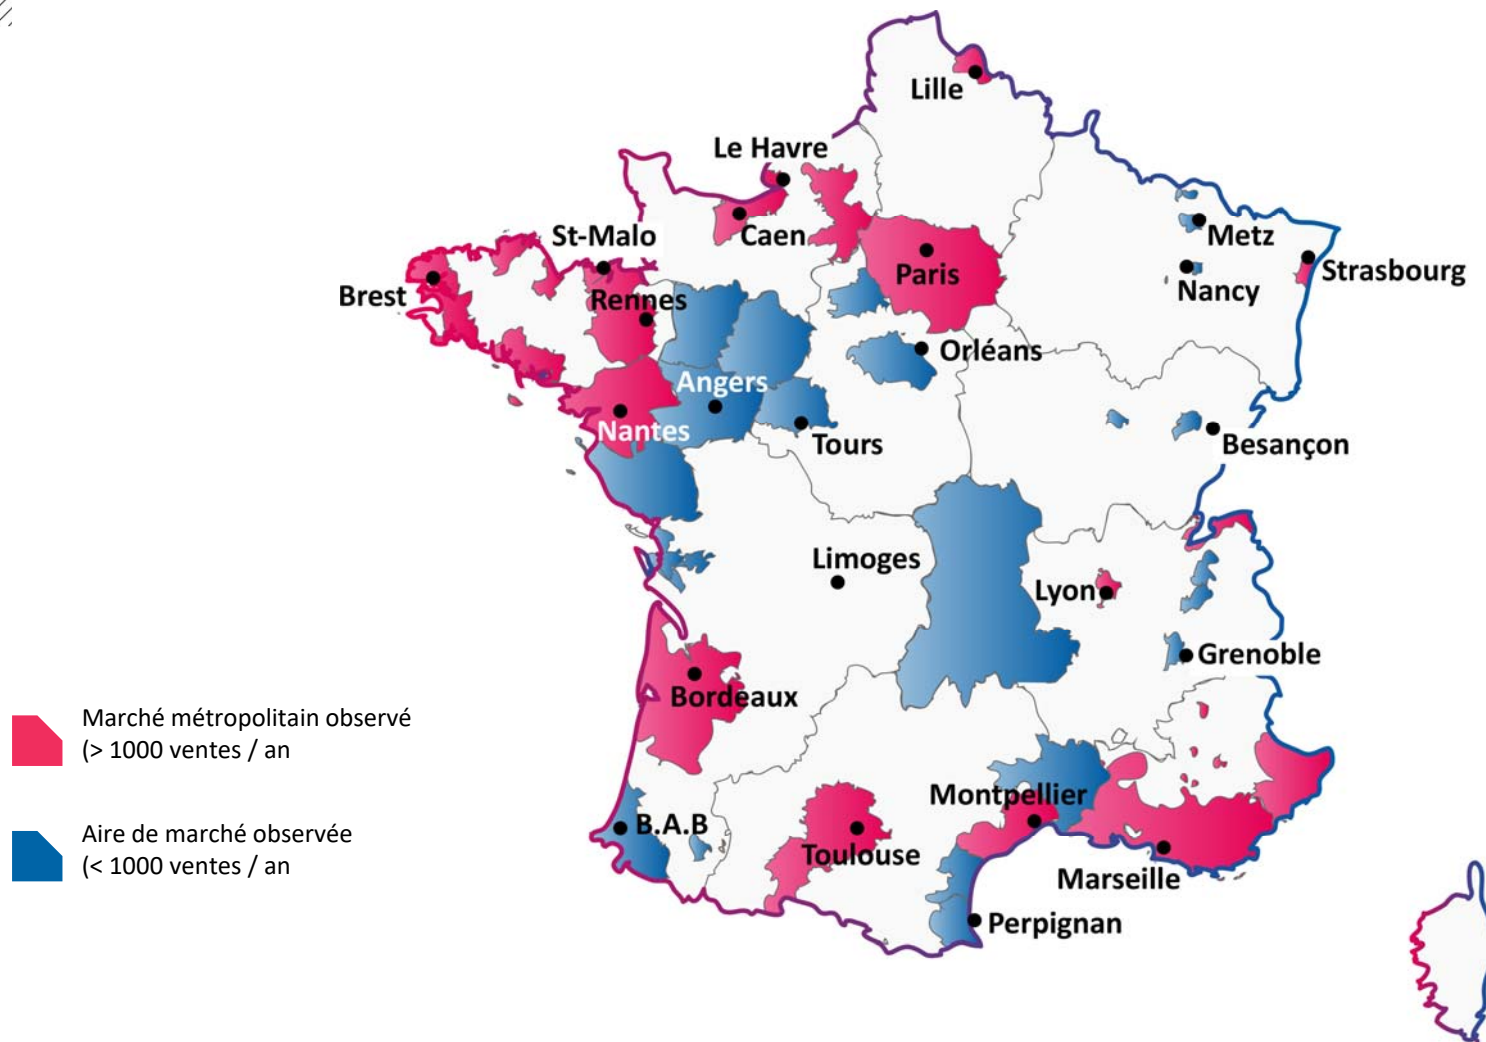 Lille
Le Havre
Caen
St-Malo
Metz
Strasbourg
Paris
Nancy
Brest
Rennes
Orléans
Angers
Nantes
Tours
Besançon
Limoges
Lyon
Grenoble
Bordeaux
Marché métropolitain observé
(> 1000 ventes / an
Montpellier
B.A.B
Aire de marché observée
(< 1000 ventes / an
Toulouse
Marseille
Perpignan